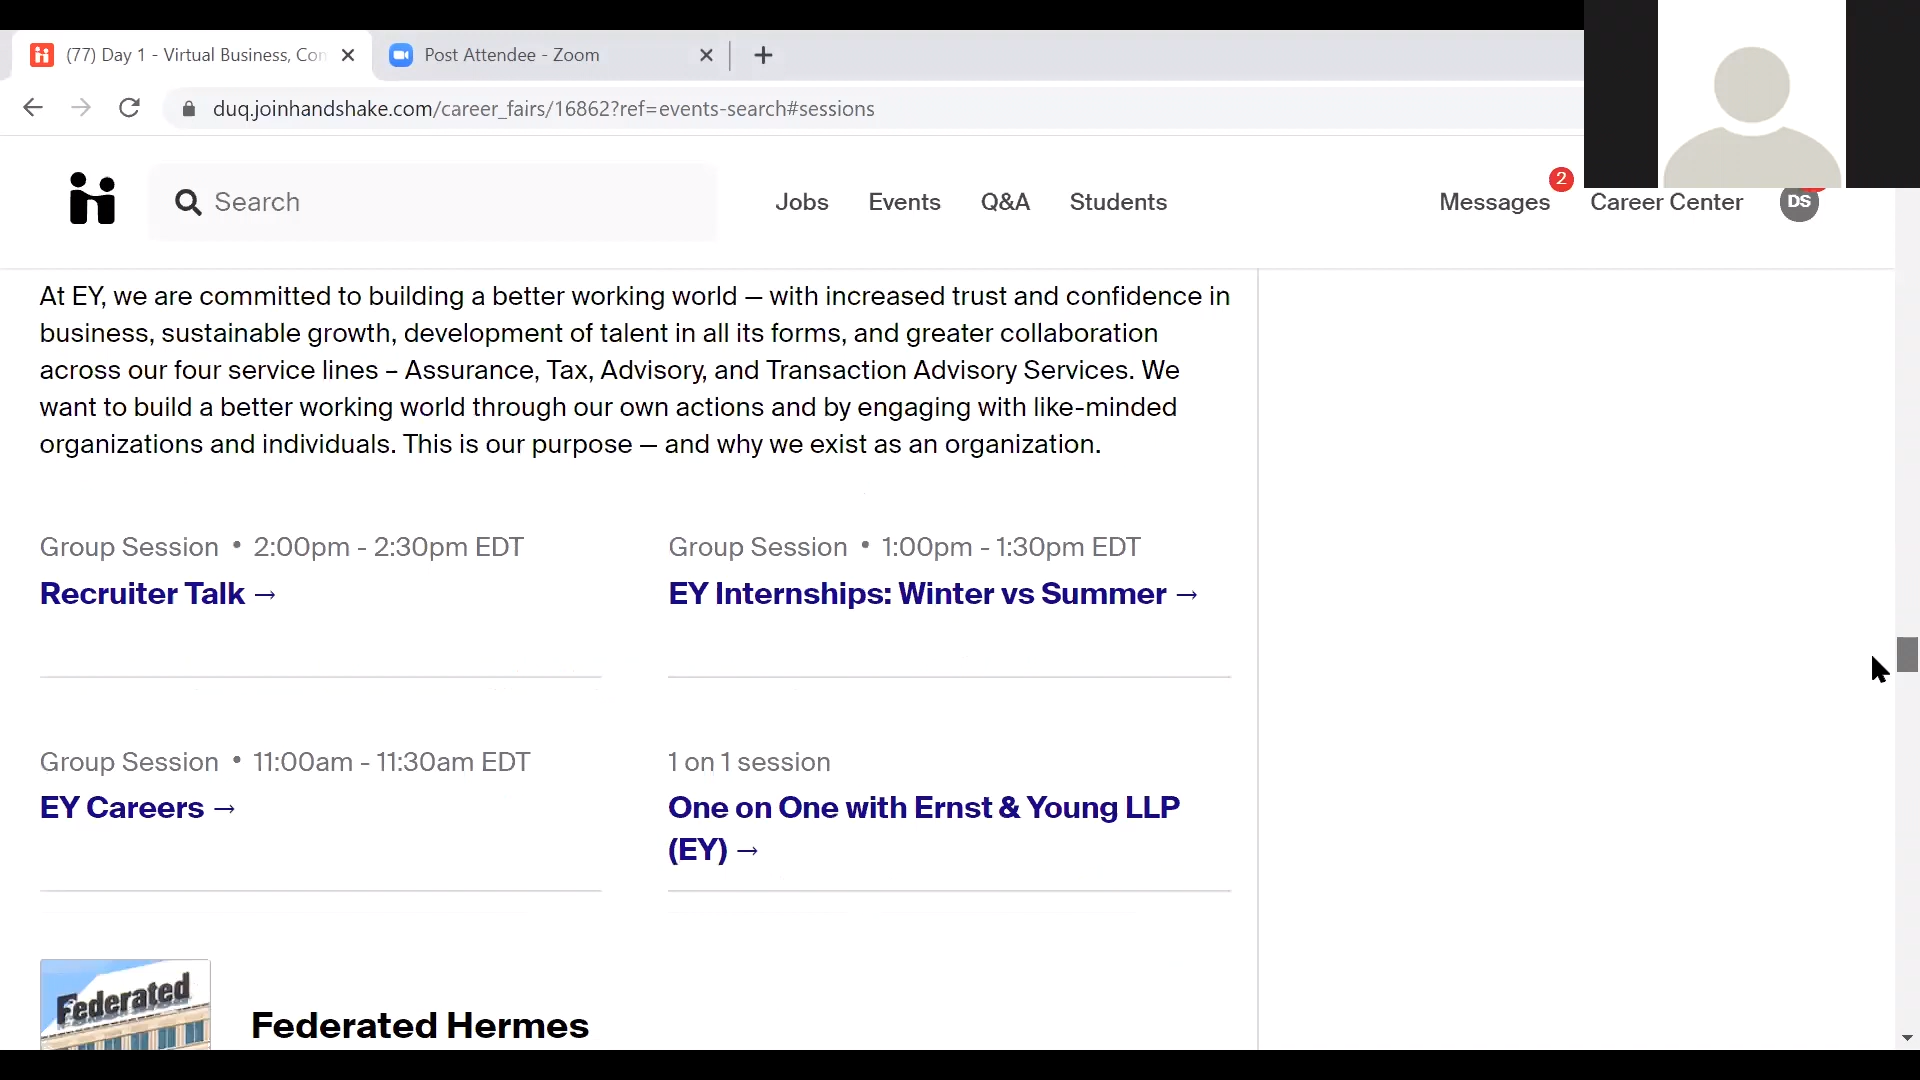 (77) Day 1 - Virtual Business, Con
Post Attendee - Zoom
duq.joinhandshake.com/career_fairs/16862?ref=events-search#sessions
Search
Jobs
Events
Q&A
Students
Messages
2
Career Center
DS
At EY, we are committed to building a better working world — with increased trust and confidence in
business, sustainable growth, development of talent in all its forms, and greater collaboration
across our four service lines – Assurance, Tax, Advisory, and Transaction Advisory Services. We
want to build a better working world through our own actions and by engaging with like-minded
organizations and individuals. This is our purpose — and why we exist as an organization.
Group Session • 2:00pm - 2:30pm EDT
Recruiter Talk →
Group Session • 1:00pm - 1:30pm EDT
EY Internships: Winter vs Summer →
Group Session • 11:00am - 11:30am EDT
EY Careers →
1 on 1 session
One on One with Ernst & Young LLP
(EY) →
Federated
Federated Hermes